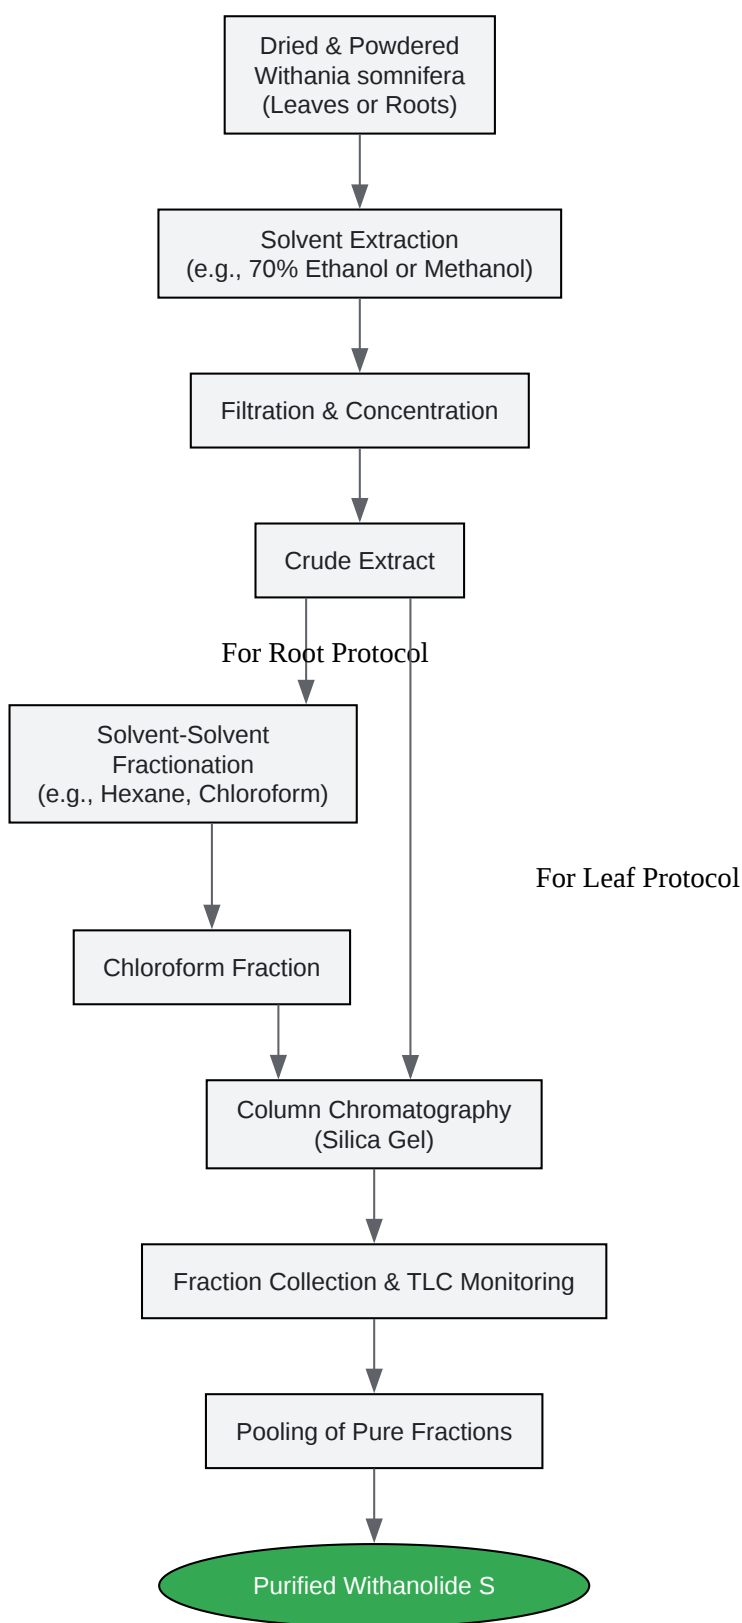 Dried & Powdered
Withania somnifera
(Leaves or Roots)
Solvent Extraction
(e.g., 70% Ethanol or Methanol)
Filtration & Concentration
Crude Extract
For Root Protocol
Solvent-Solvent
Fractionation
(e.g., Hexane, Chloroform)
For Leaf Protocol
Chloroform Fraction
Column Chromatography
(Silica Gel)
Fraction Collection & TLC Monitoring
Pooling of Pure Fractions
Purified Withanolide S